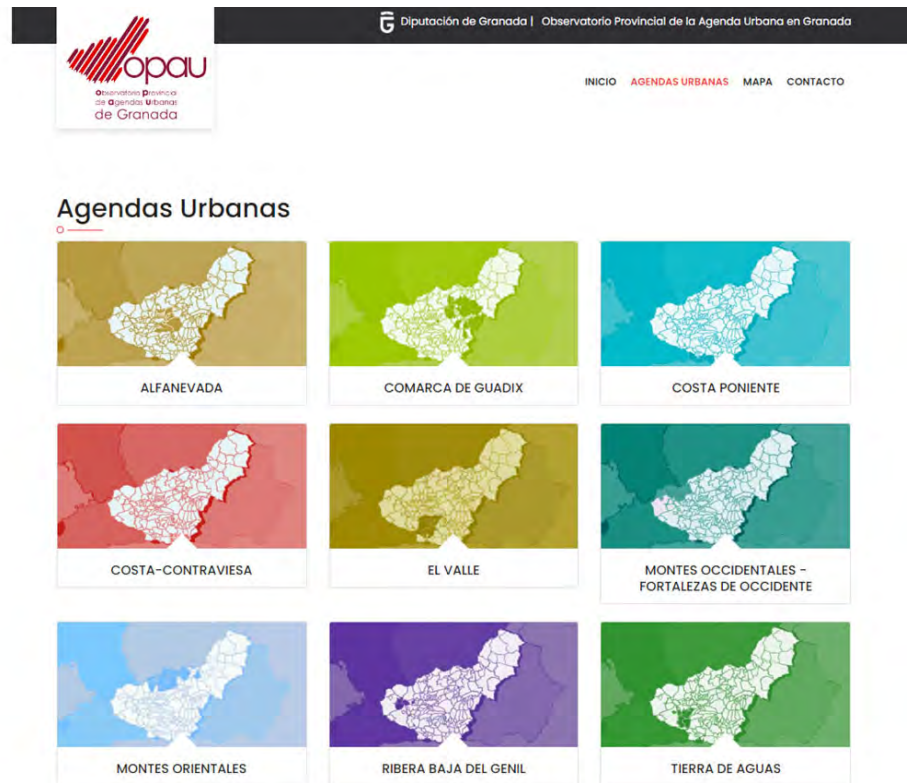 Diputación de Granada | Observatorio Provincial de la Agenda Urbana en Granada
opau
Observatorio Provincial
de Agendas Urbanas
de Granada
INICIO AGENDAS URBANAS MAPA CONTACTO
Agendas Urbanas
ALFANEVADA
COMARCA DE GUADIX
COSTA PONIENTE
COSTA-CONTRAVIESA
EL VALLE
MONTES OCCIDENTALES -
FORTALEZAS DE OCCIDENTE
MONTES ORIENTALES
RIBERA BAJA DEL GENIL
TIERRA DE AGUAS